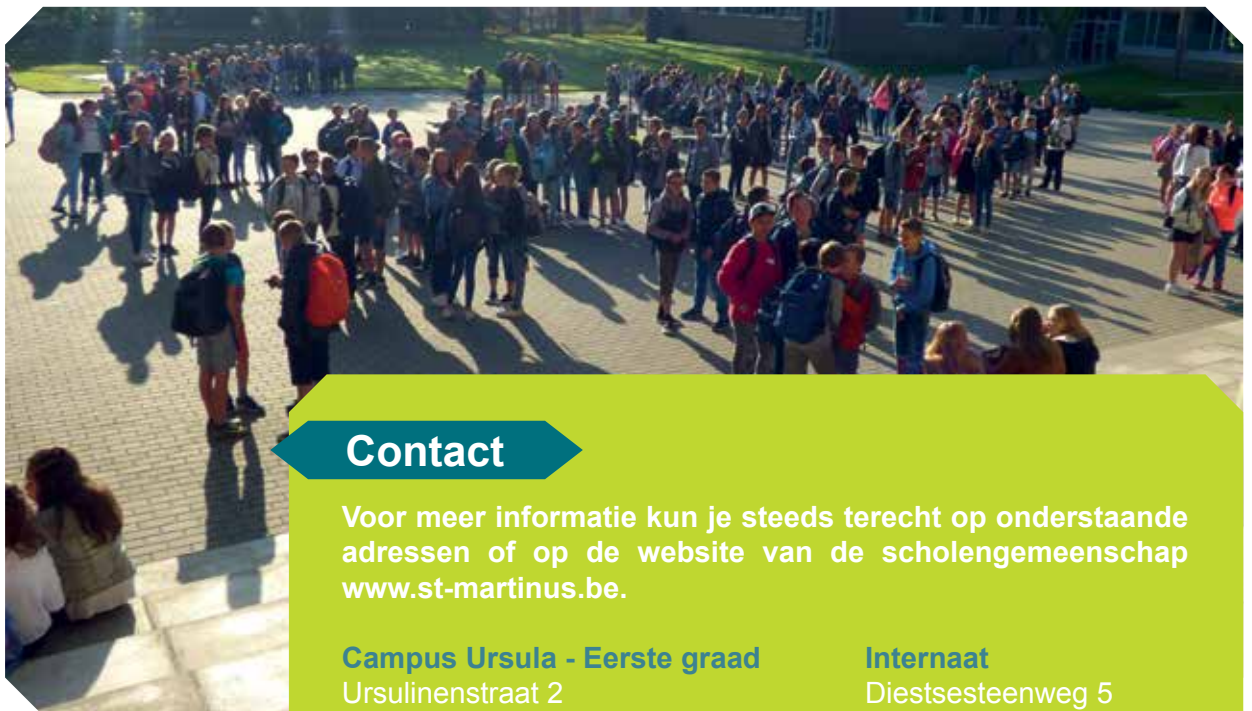 Contact
Voor meer informatie kun je steeds terecht op onderstaande
adressen of op de website van de scholengemeenschap
www.st-martinus.be.
Campus Ursula - Eerste graad
Ursulinenstraat 2
Internaat
Diestsesteenweg 5